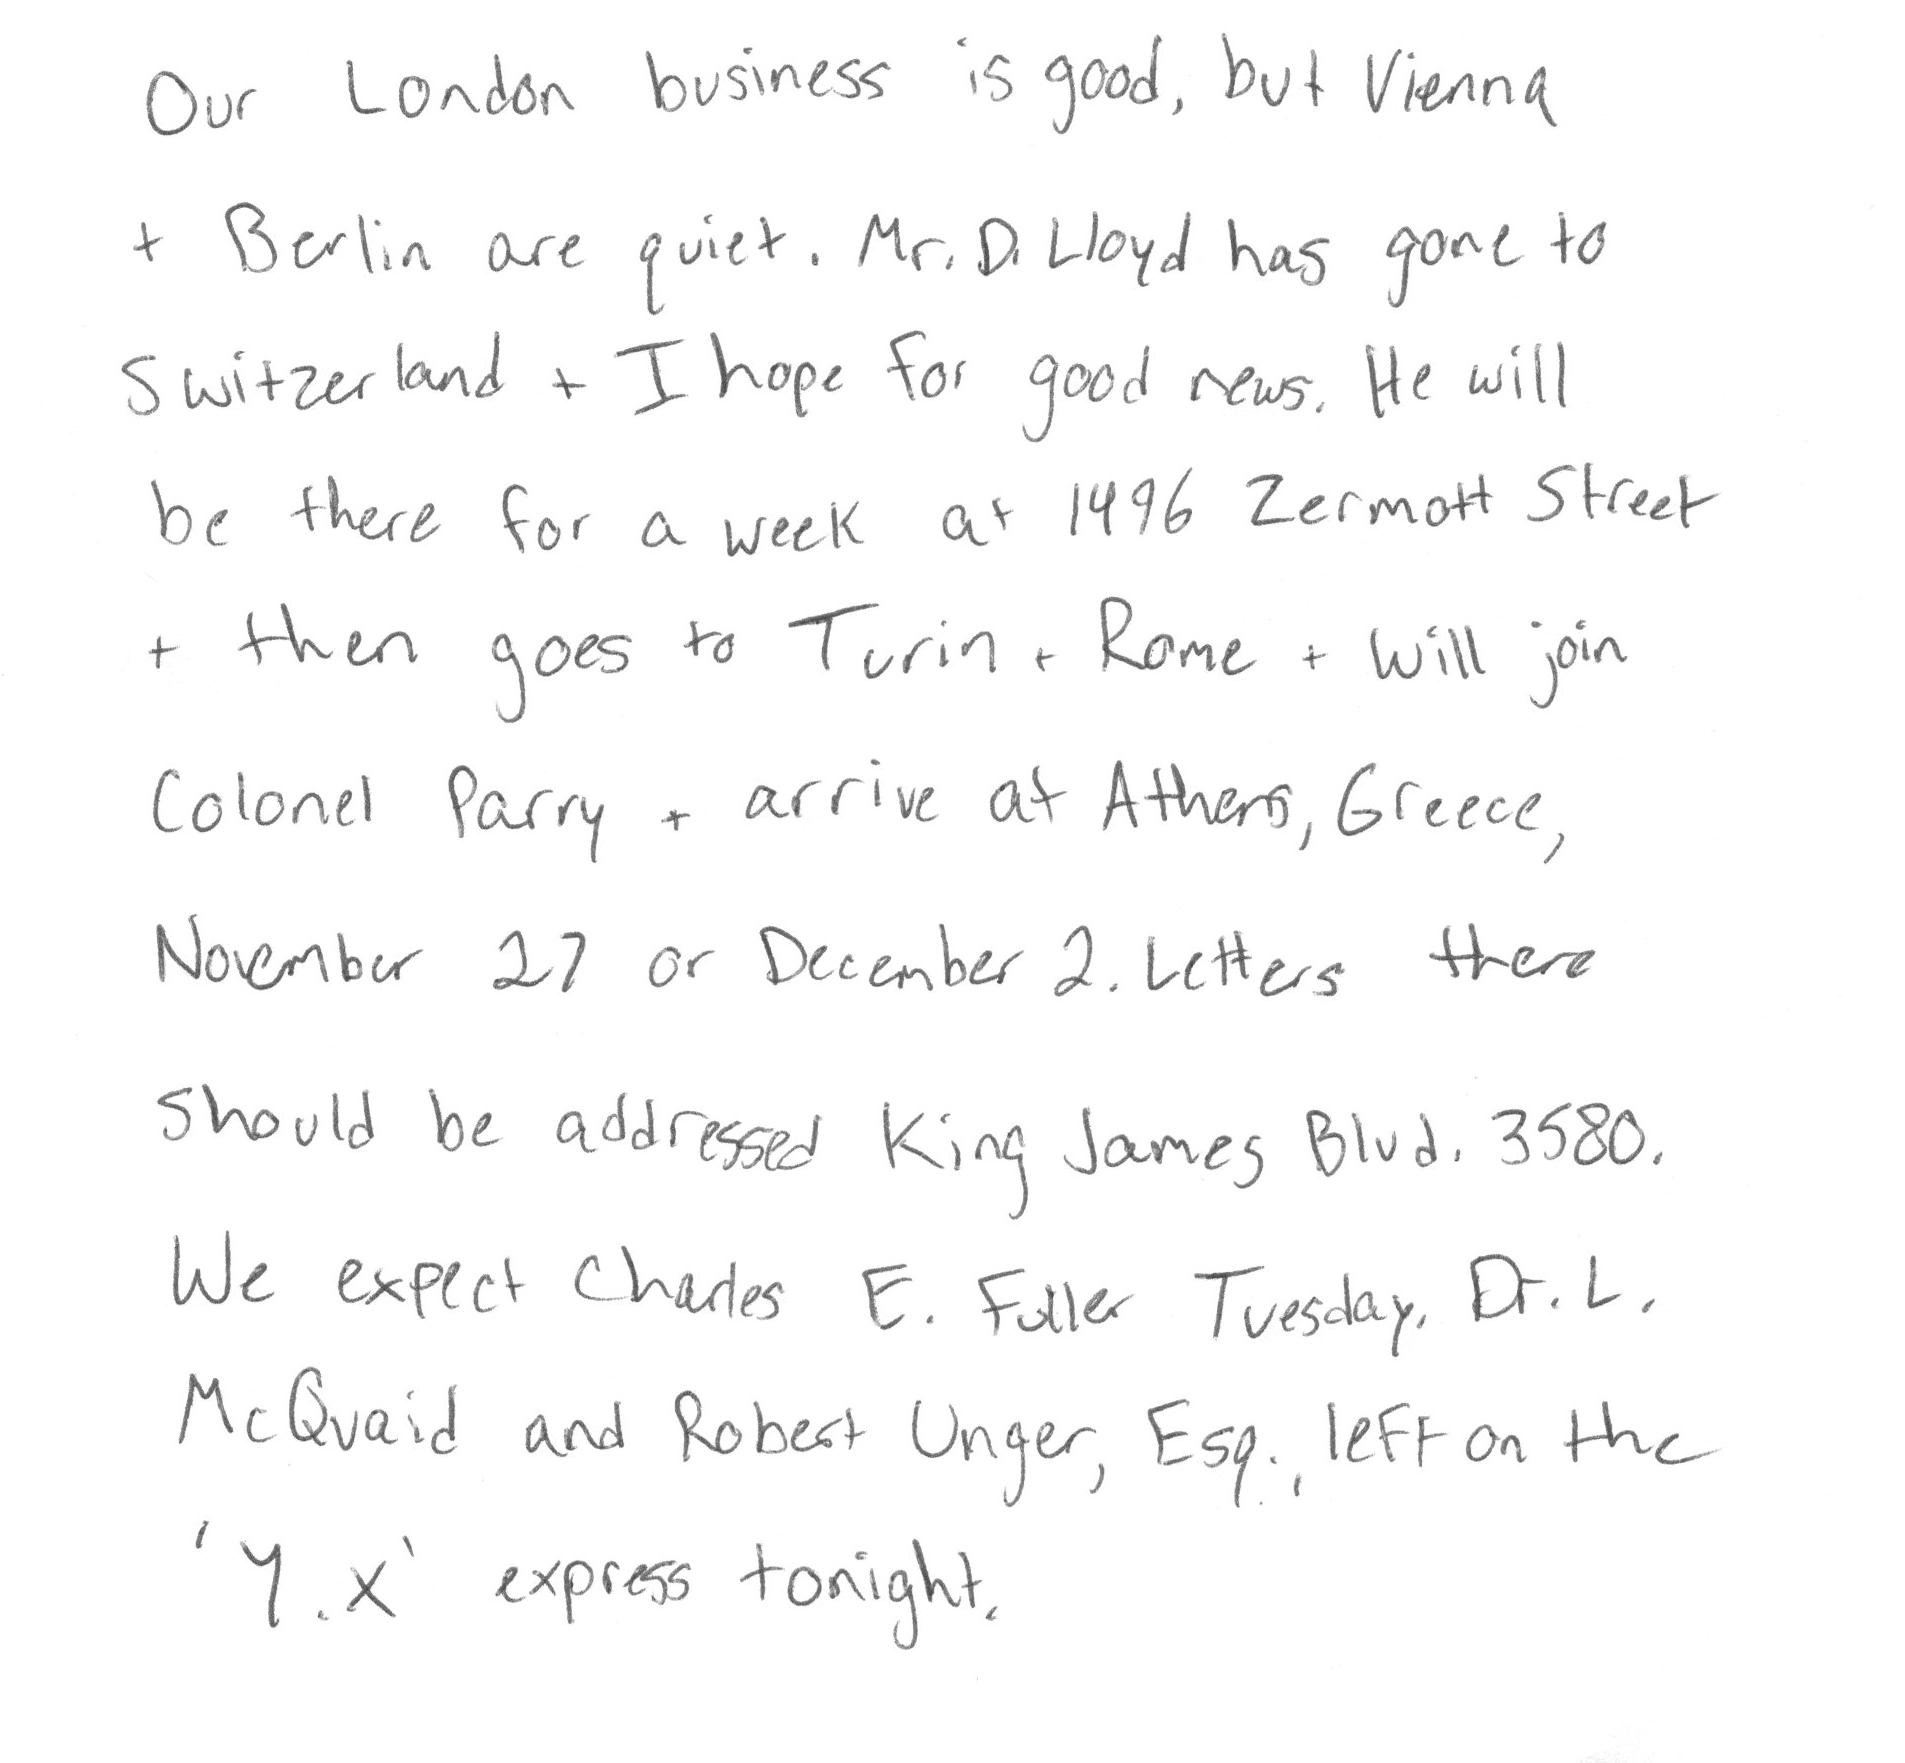 Our London business is good, but Vienna
+ Berlin are quiet. Mr. D. Lloyd has gone to
Switzerland + I hope for good news. He will
be there for a week at 1496 Zermott Street
+ then goes to Turin + Rome + will join
Colonel Parry + arrive at Athens, Greece,
November 27 or December 2. Letters there
should be addressed King James Blvd. 3580.
We expect Charles E. Fuller Tuesday. Dr. L.
McQuaid and Robert Unger, Esq., left on the
'Y.X' express tonight.